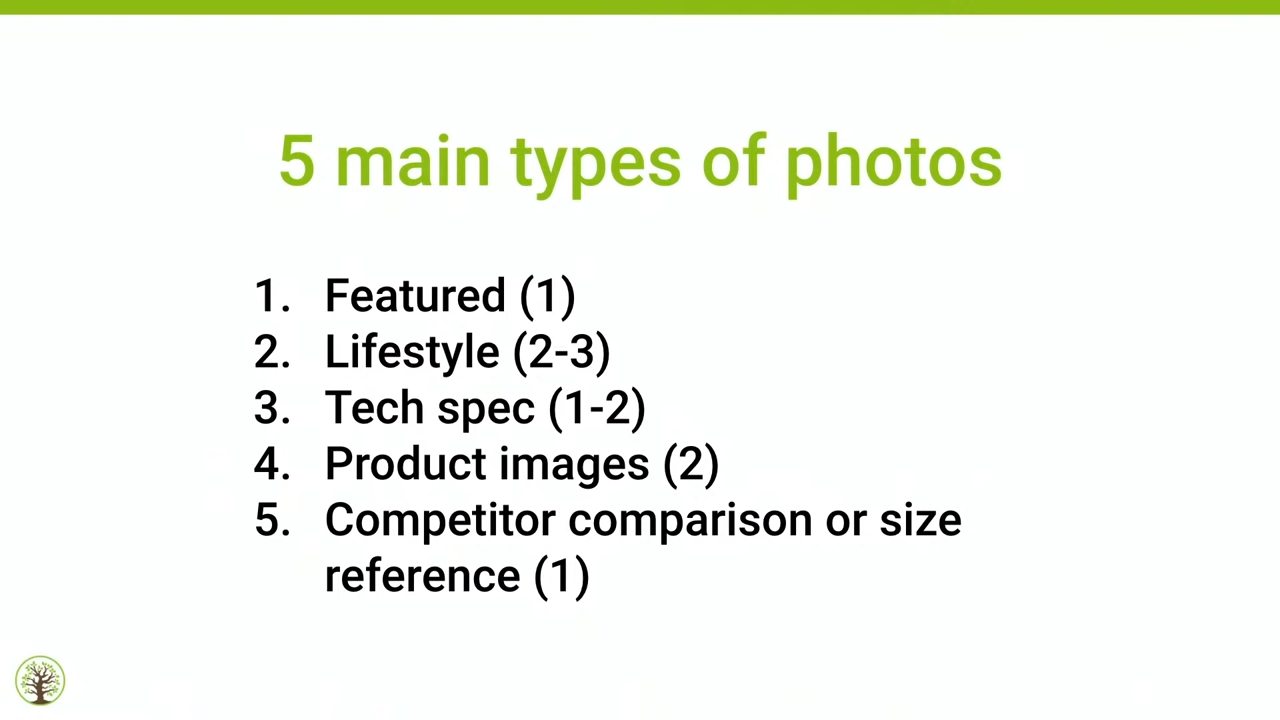 5 main types of photos
1. Featured (1)
2. Lifestyle (2-3)
3. Tech spec (1-2)
4. Product images (2)
5. Competitor comparison or size
reference (1)